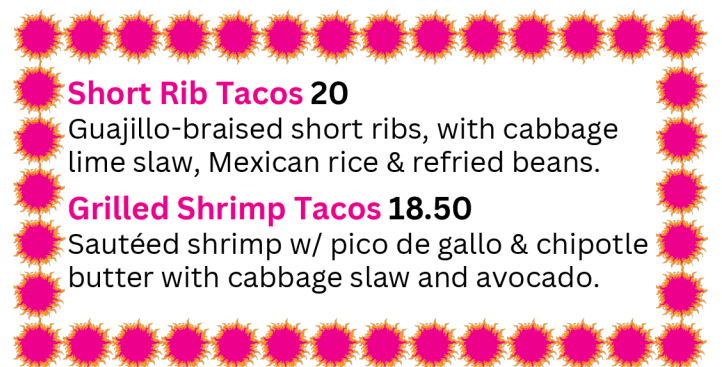 Short Rib Tacos 20
Guajillo-braised short ribs, with cabbage
lime slaw, Mexican rice & refried beans.
Grilled Shrimp Tacos 18.50
Sautéed shrimp w/ pico de gallo & chipotle
butter with cabbage slaw and avocado.